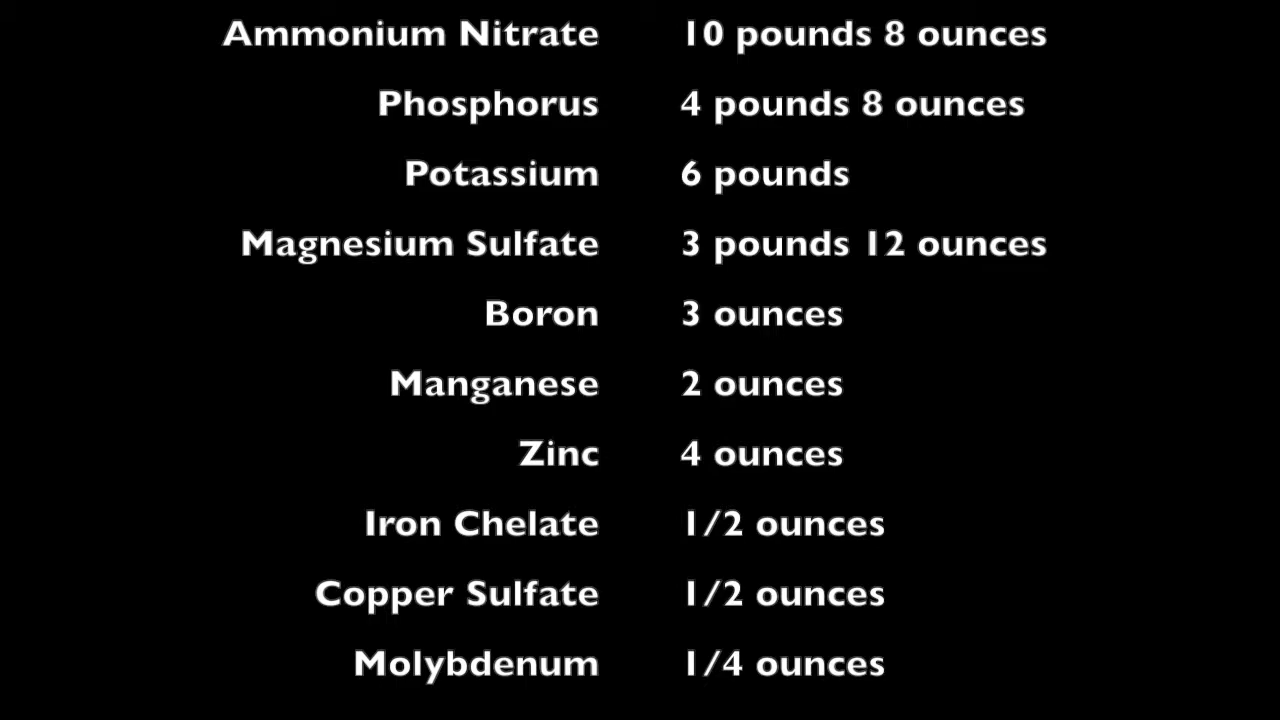 Ammonium Nitrate 10 pounds 8 ounces
Phosphorus 4 pounds 8 ounces
Potassium 6 pounds
Magnesium Sulfate 3 pounds 12 ounces
Boron 3 ounces
Manganese 2 ounces
Zinc 4 ounces
Iron Chelate 1/2 ounces
Copper Sulfate 1/2 ounces
Molybdenum 1/4 ounces